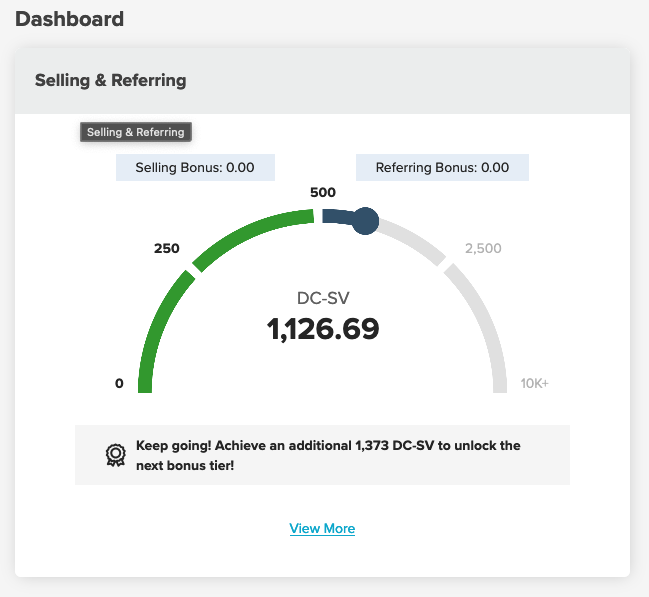 Dashboard
Selling & Referring
Selling & Referring
Selling Bonus: 0.00
Referring Bonus: 0.00
500
250
2,500
DC-SV
1,126.69
0
10K+
Keep going! Achieve an additional 1,373 DC-SV to unlock the
next bonus tier!
View More